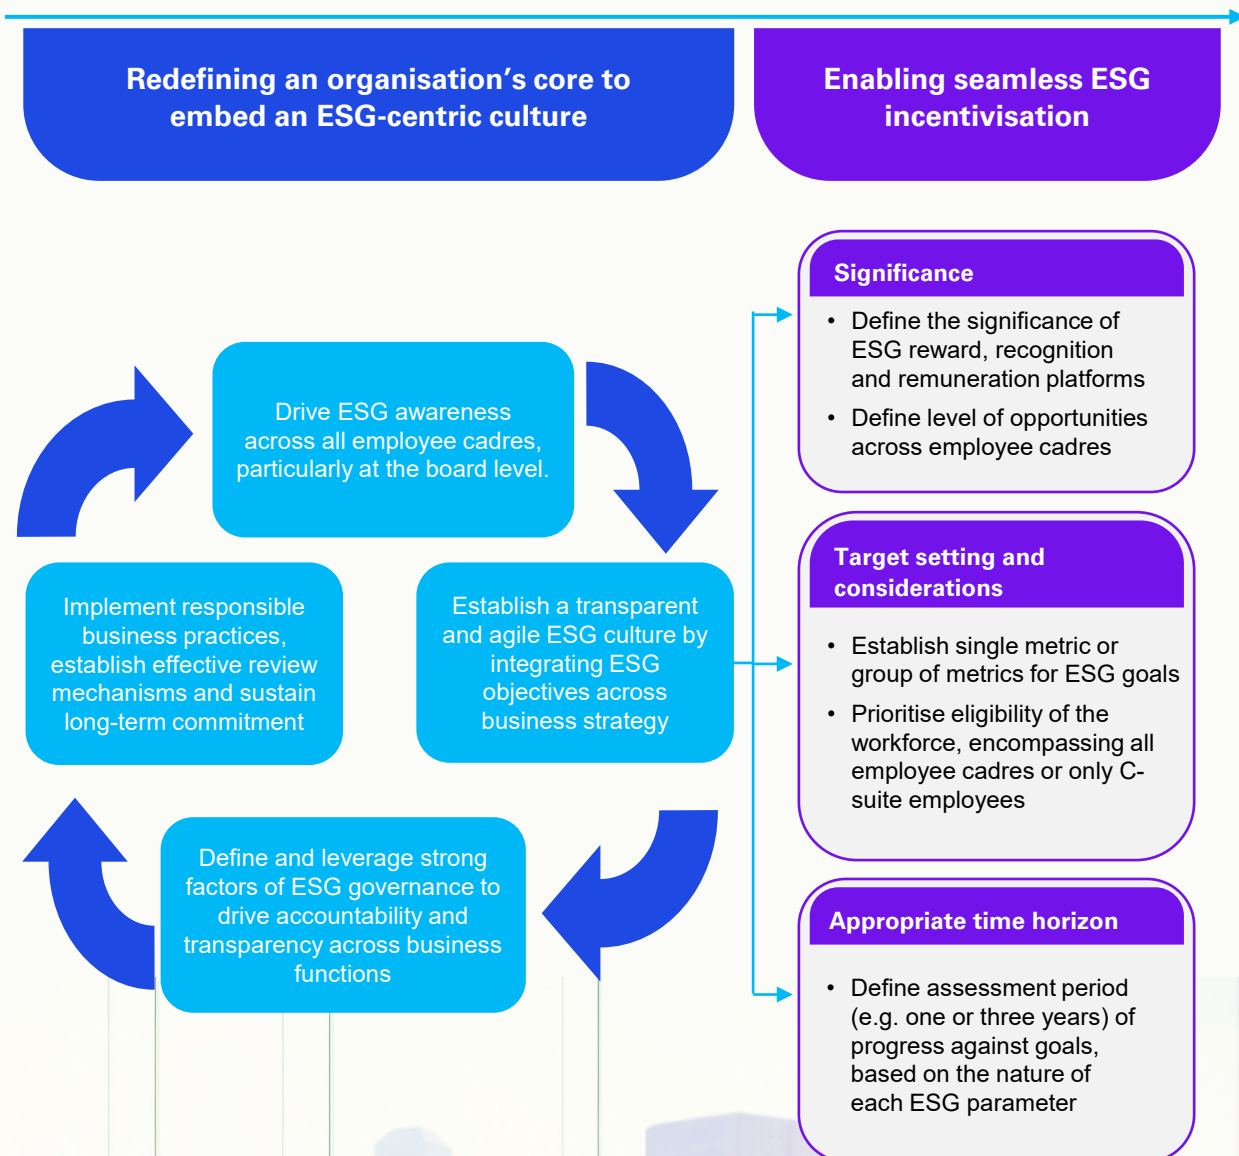 Redefining an organisation’s core to
embed an ESG-centric culture
Enabling seamless ESG
incentivisation
Drive ESG awareness
across all employee cadres,
particularly at the board level.
Implement responsible
business practices,
establish effective review
mechanisms and sustain
long-term commitment
Establish a transparent
and agile ESG culture by
integrating ESG
objectives across
business strategy
Define and leverage strong
factors of ESG governance to
drive accountability and
transparency across business
functions
Significance
• Define the significance of
ESG reward, recognition
and remuneration platforms
• Define level of opportunities
across employee cadres
Target setting and
considerations
• Establish single metric or
group of metrics for ESG goals
• Prioritise eligibility of the
workforce, encompassing all
employee cadres or only C-
suite employees
Appropriate time horizon
• Define assessment period
(e.g. one or three years) of
progress against goals,
based on the nature of
each ESG parameter